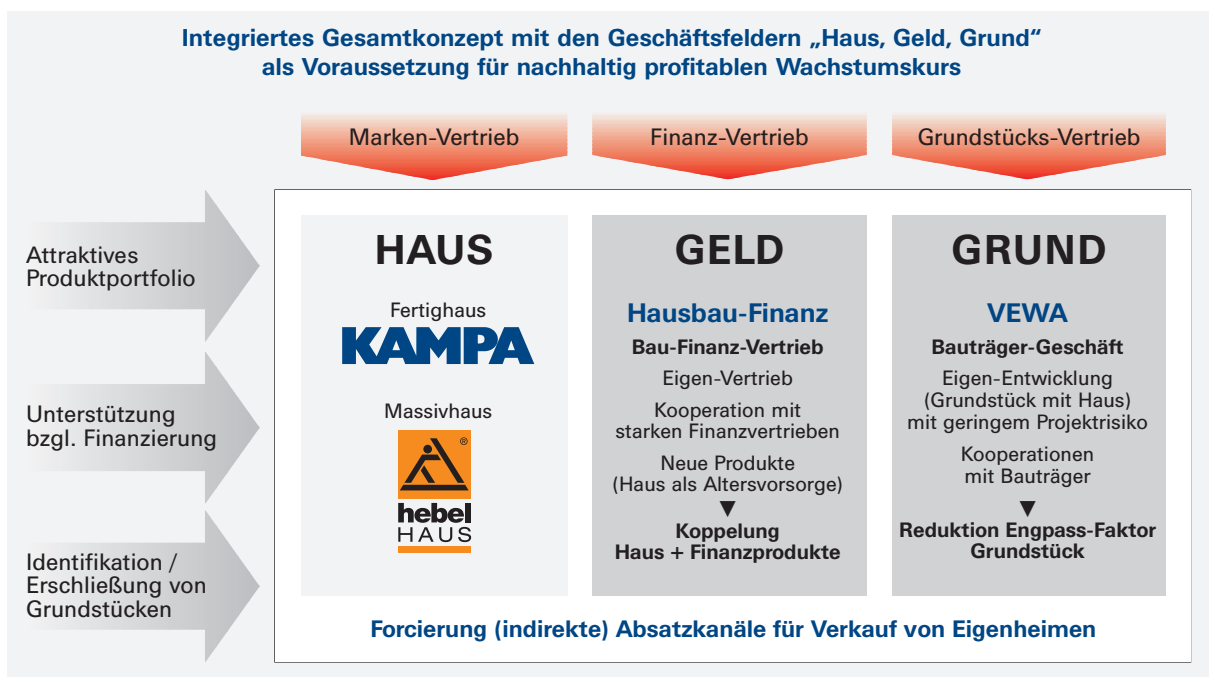 Integriertes Gesamtkonzept mit den Geschäftsfeldern „Haus, Geld, Grund“
als Voraussetzung für nachhaltig profitablen Wachstumskurs
Marken-Vertrieb
Finanz-Vertrieb
Grundstücks-Vertrieb
Attraktives
Produktportfolio
Unterstützung
bzgl. Finanzierung
Identifikation /
Erschließung von
Grundstücken
HAUS
Fertighaus
KAMPA
Massivhaus
®
hebel
HAUS
GELD
Hausbau-Finanz
Bau-Finanz-Vertrieb
Eigen-Vertrieb
Kooperation mit
starken Finanzvertrieben
Neue Produkte
(Haus als Altersvorsorge)
Koppelung
Haus + Finanzprodukte
GRUND
VEWA
Bauträger-Geschäft
Eigen-Entwicklung
(Grundstück mit Haus)
mit geringem Projektrisiko
Kooperationen
mit Bauträger
Reduktion Engpass-Faktor
Grundstück
Forcierung (indirekte) Absatzkanäle für Verkauf von Eigenheimen